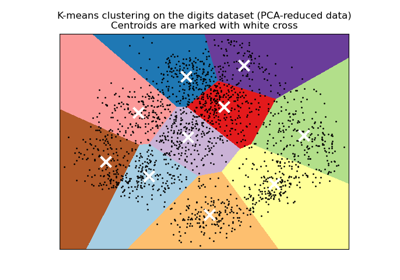 K-means clustering on the digits dataset (PCA-reduced data)
Centroids are marked with white cross